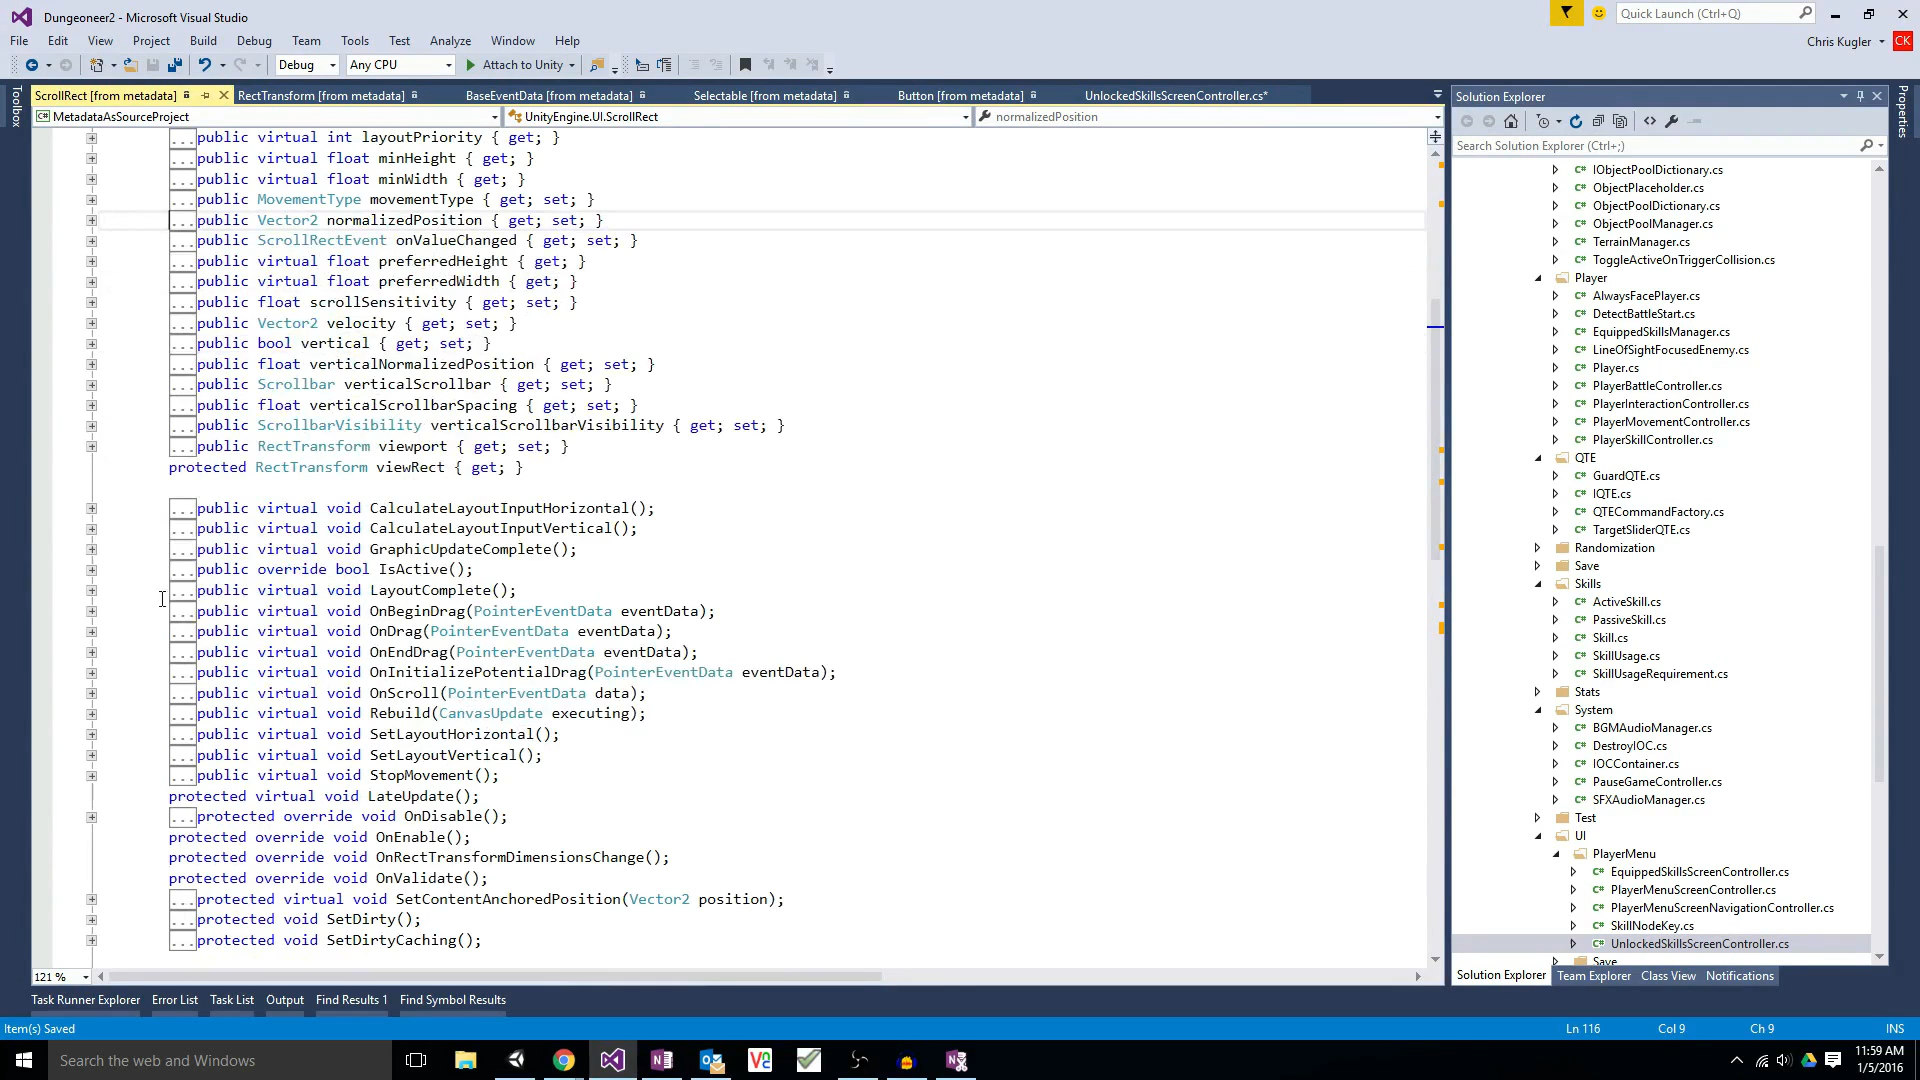 Dungeoneer2 - Microsoft Visual Studio
Quick Launch (Ctrl+Q)
File Edit View Project Build Debug Team Tools Test Analyze Window Help
Chris Kugler CK
Debug Any CPU Attach to Unity
Toolbox
ScrollRect [from metadata] RectTransform [from metadata] BaseEventData [from metadata] Selectable [from metadata] Button [from metadata] UnlockedSkillsScreenController.cs*
MetadataAsSourceProject UnityEngine.UI.ScrollRect normalizedPosition
...public virtual int layoutPriority { get; }
...public virtual float minHeight { get; }
...public virtual float minWidth { get; }
...public MovementType movementType { get; set; }
...public Vector2 normalizedPosition { get; set; }
...public ScrollRectEvent onValueChanged { get; set; }
...public virtual float preferredHeight { get; }
...public virtual float preferredWidth { get; }
...public float scrollSensitivity { get; set; }
...public Vector2 velocity { get; set; }
...public bool vertical { get; set; }
...public float verticalNormalizedPosition { get; set; }
...public Scrollbar verticalScrollbar { get; set; }
...public float verticalScrollbarSpacing { get; set; }
...public ScrollbarVisibility verticalScrollbarVisibility { get; set; }
...public RectTransform viewport { get; set; }
protected RectTransform viewRect { get; }
...public virtual void CalculateLayoutInputHorizontal();
...public virtual void CalculateLayoutInputVertical();
...public virtual void GraphicUpdateComplete();
...public override bool IsActive();
...public virtual void LayoutComplete();
...public virtual void OnBeginDrag(PointerEventData eventData);
...public virtual void OnDrag(PointerEventData eventData);
...public virtual void OnEndDrag(PointerEventData eventData);
...public virtual void OnInitializePotentialDrag(PointerEventData eventData);
...public virtual void OnScroll(PointerEventData data);
...public virtual void Rebuild(CanvasUpdate executing);
...public virtual void SetLayoutHorizontal();
...public virtual void SetLayoutVertical();
...public virtual void StopMovement();
protected virtual void LateUpdate();
...protected override void OnDisable();
protected override void OnEnable();
protected override void OnRectTransformDimensionsChange();
protected override void OnValidate();
...protected virtual void SetContentAnchoredPosition(Vector2 position);
...protected void SetDirty();
...protected void SetDirtyCaching();
121 %
Solution Explorer
Search Solution Explorer (Ctrl+;)
C# IObjectPoolDictionary.cs
C# ObjectPlaceholder.cs
C# ObjectPoolDictionary.cs
C# ObjectPoolManager.cs
C# TerrainManager.cs
C# ToggleActiveOnTriggerCollision.cs
Player
C# AlwaysFacePlayer.cs
C# DetectBattleStart.cs
C# EquippedSkillsManager.cs
C# LineOfSightFocusedEnemy.cs
C# Player.cs
C# PlayerBattleController.cs
C# PlayerInteractionController.cs
C# PlayerMovementController.cs
C# PlayerSkillController.cs
QTE
C# GuardQTE.cs
C# IQTE.cs
C# QTECommandFactory.cs
C# TargetSliderQTE.cs
Randomization
Save
Skills
C# ActiveSkill.cs
C# PassiveSkill.cs
C# Skill.cs
C# SkillUsage.cs
C# SkillUsageRequirement.cs
Stats
System
C# BGMAudioManager.cs
C# DestroyIOC.cs
C# IOCContainer.cs
C# PauseGameController.cs
C# SFXAudioManager.cs
Test
UI
PlayerMenu
C# EquippedSkillsScreenController.cs
C# PlayerMenuScreenController.cs
C# PlayerMenuScreenNavigationController.cs
C# SkillNodeKey.cs
C# UnlockedSkillsScreenController.cs
Save
Solution Explorer Team Explorer Class View Notifications
Properties
Task Runner Explorer Error List Task List Output Find Results 1 Find Symbol Results
Item(s) Saved Ln 116 Col 9 Ch 9 INS
Search the web and Windows
11:59 AM
1/5/2016